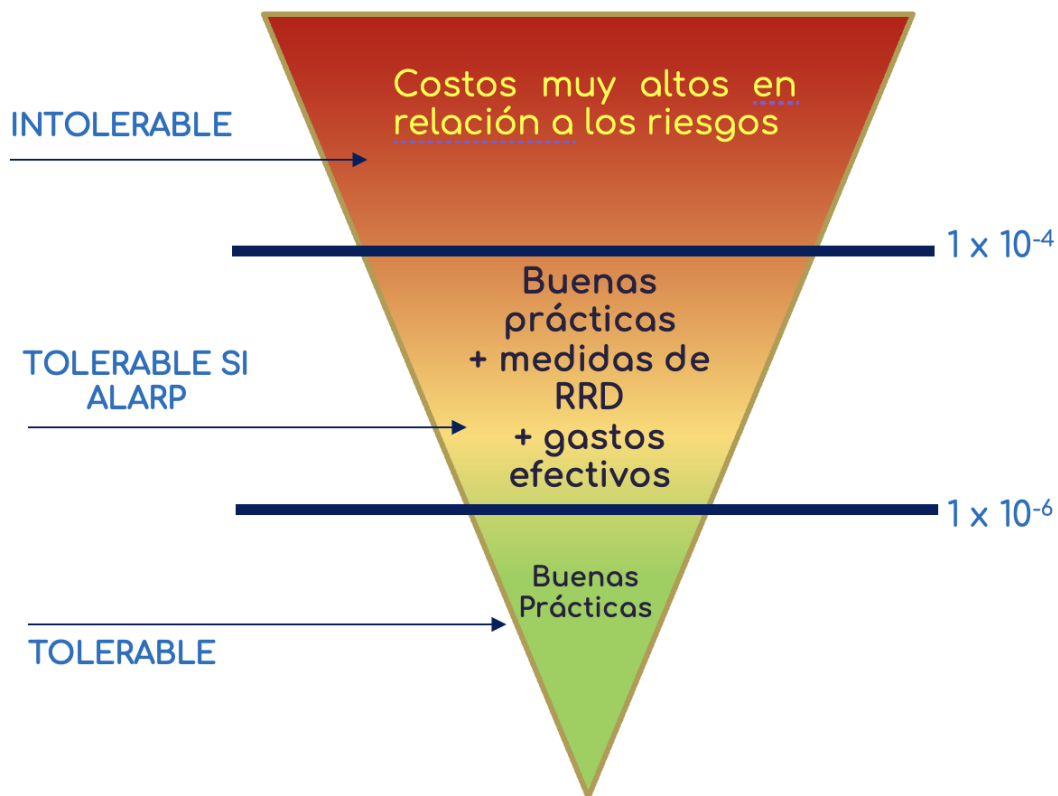 Costos muy altos en
relación a los riesgos
INTOLERABLE
1 x 10⁻⁴
Buenas
prácticas
+ medidas de
RRD
+ gastos
efectivos
TOLERABLE SI
ALARP
1 x 10⁻⁶
Buenas
Prácticas
TOLERABLE